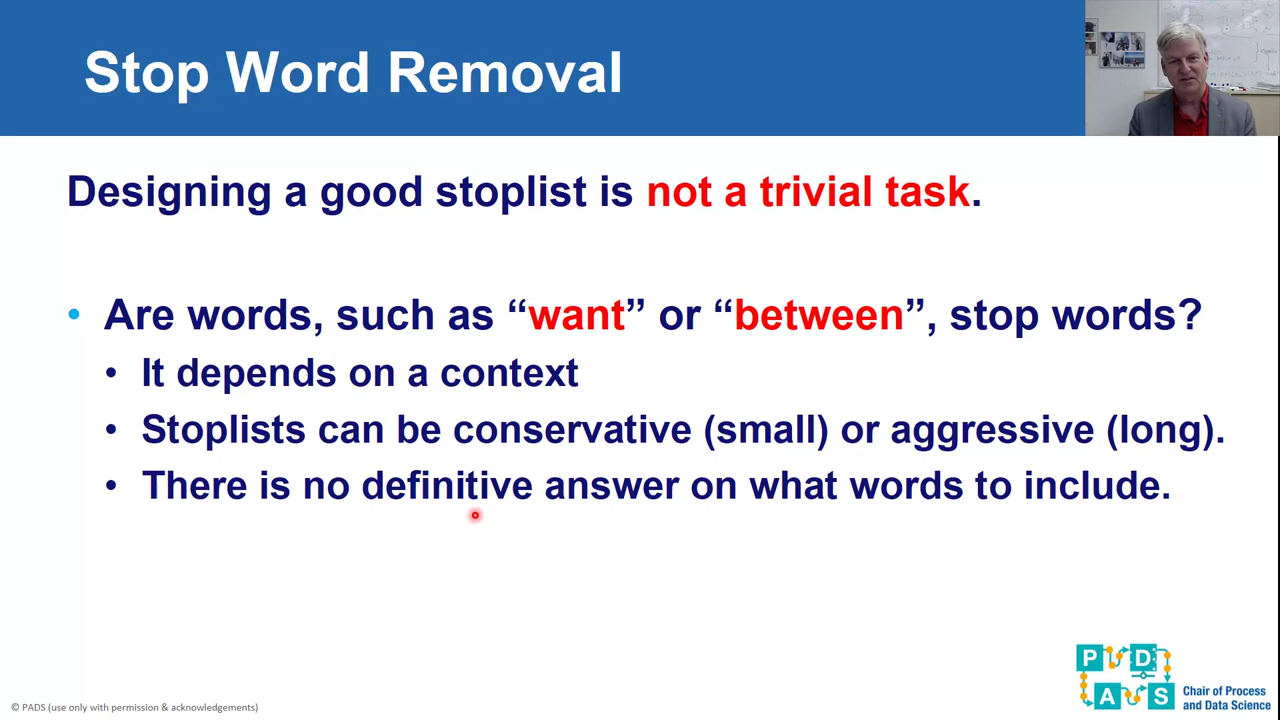 Stop Word Removal
Designing a good stoplist is not a trivial task.
• Are words, such as “want” or “between”, stop words?
• It depends on a context
• Stoplists can be conservative (small) or aggressive (long).
• There is no definitive answer on what words to include.
P D
A S
Chair of Process
and Data Science
© PADS (use only with permission & acknowledgements)